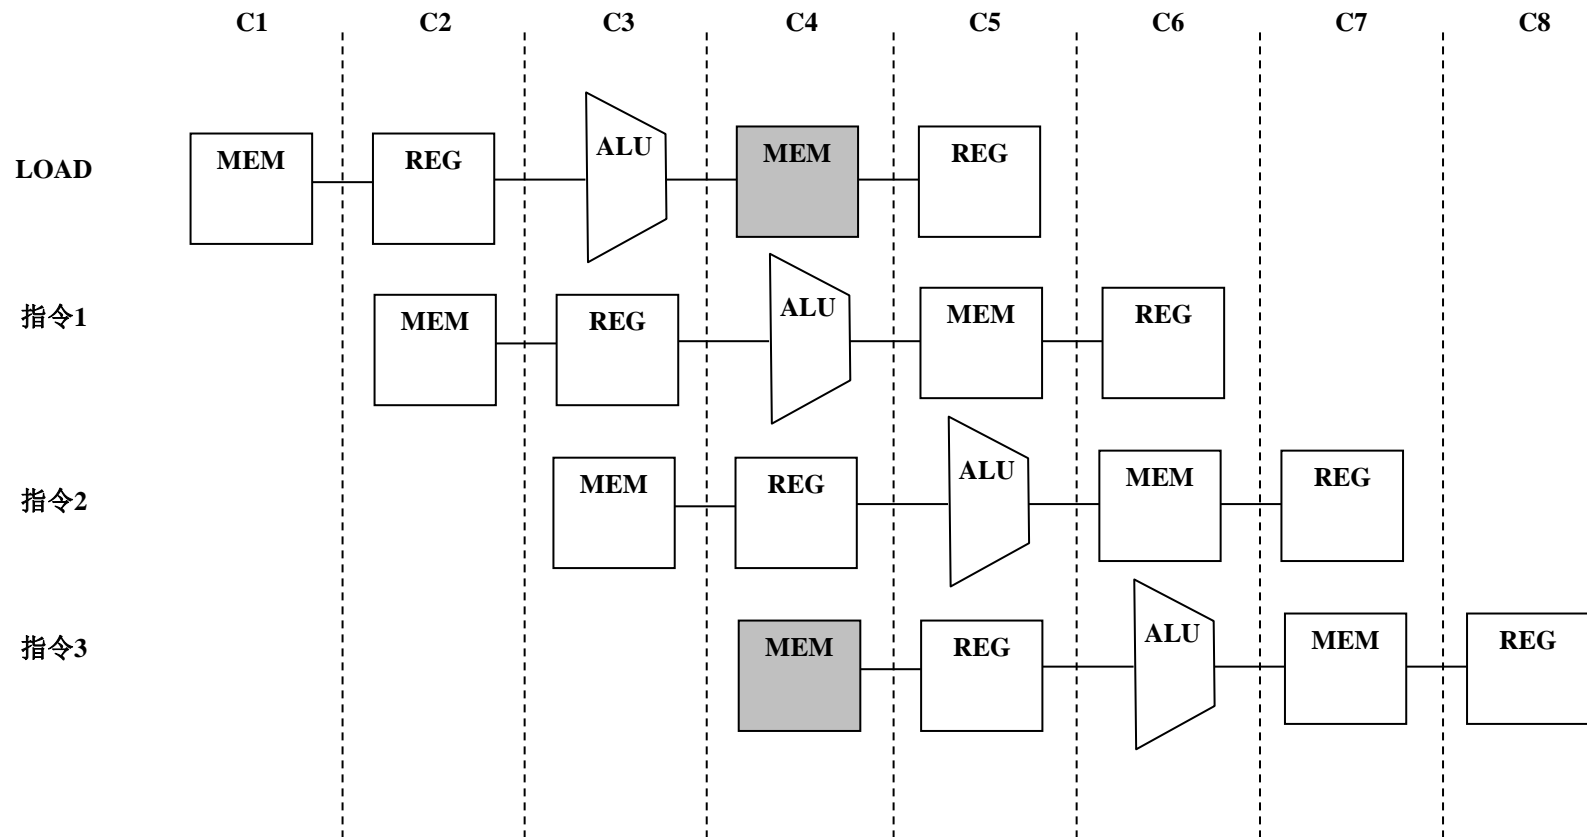 C1 C2 C3 C4 C5 C6 C7 C8
LOAD MEM REG ALU MEM REG
指令1 MEM REG ALU MEM REG
指令2 MEM REG ALU MEM REG
指令3 MEM REG ALU MEM REG